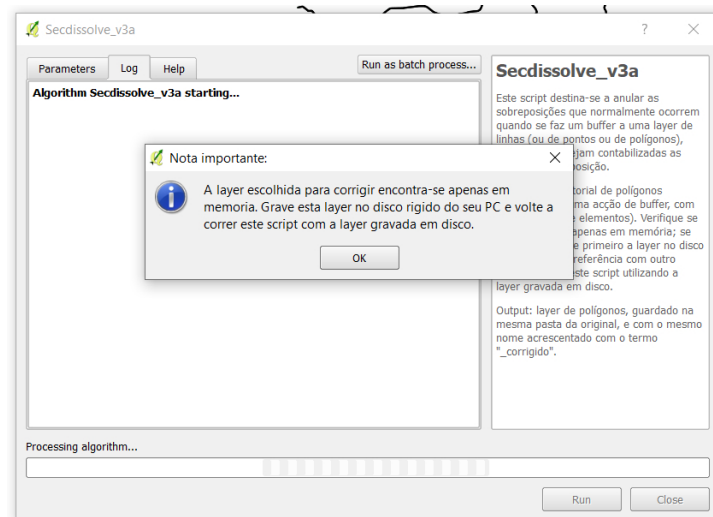 Secdissolve_v3a
Parameters
Log
Help
Run as batch process...
Algorithm Secdissolve_v3a starting...
Nota importante:
A layer escolhida para corrigir encontra-se apenas em
memoria. Grave esta layer no disco rigido do seu PC e volte a
correr este script com a layer gravada em disco.
OK
Secdissolve_v3a
Este script destina-se a anular as
sobreposições que normalmente ocorrem
quando se faz um buffer a uma layer de
linhas (ou de pontos ou de polígonos),
contabilizadas as
de polígonos
acção de buffer, com
elementos). Verifique se
apenas em memória; se
primeiro a layer no disco
com outro
script utilizando a
layer gravada em disco.
Output: layer de polígonos, guardado na
mesma pasta da original, e com o mesmo
nome acrescentado com o termo
"_corrigido".
Processing algorithm...
Run
Close